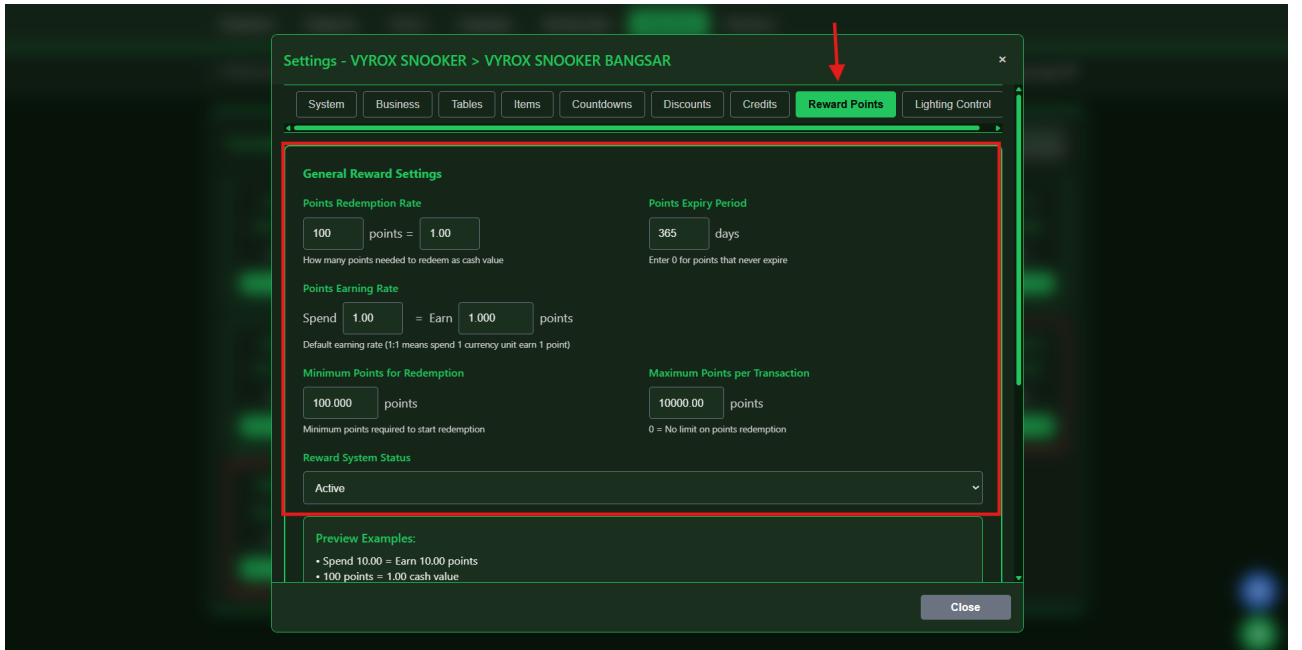 Settings - VYROX SNOOKER > VYROX SNOOKER BANGSAR ×
System Business Tables Items Countdowns Discounts Credits Reward Points Lighting Control
General Reward Settings
Points Redemption Rate Points Expiry Period
100 points = 1.00 365 days
How many points needed to redeem as cash value Enter 0 for points that never expire
Points Earning Rate
Spend 1.00 = Earn 1.000 points
Default earning rate (1:1 means spend 1 currency unit earn 1 point)
Minimum Points for Redemption Maximum Points per Transaction
100.000 points 10000.00 points
Minimum points required to start redemption 0 = No limit on points redemption
Reward System Status
Active
Preview Examples:
• Spend 10.00 = Earn 10.00 points
• 100 points = 1.00 cash value
Close